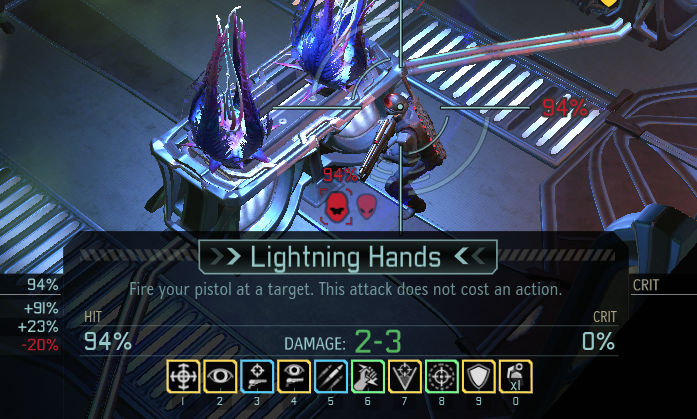 94%
94%
Lightning Hands
Fire your pistol at a target. This attack does not cost an action.
94%
+91%
+23%
-20%
HIT
94%
DAMAGE: 2-3
CRIT
0%
CRIT
x1
1 2 3 4 5 6 7 8 9 0